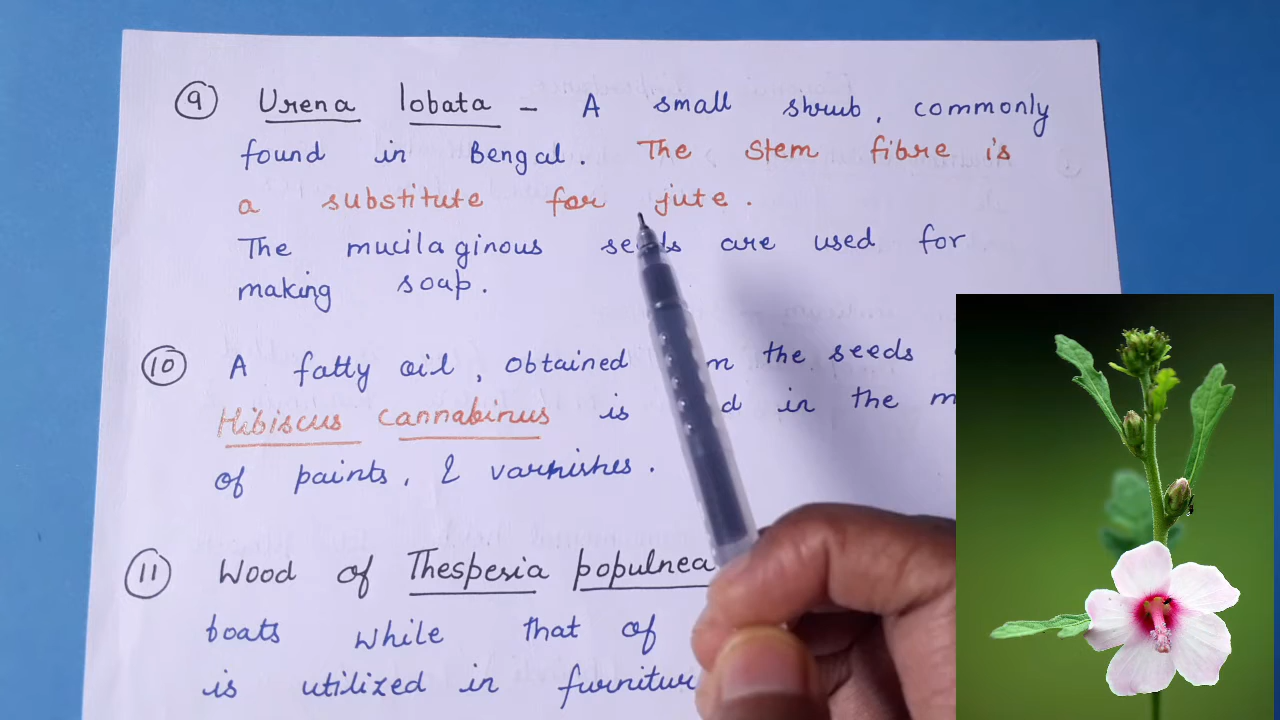 ⑨ Urena lobata – A small shrub, commonly
found in Bengal. The stem fibre is
a substitute for jute.
The mucilaginous seeds are used for
making soap.
⑩ A fatty oil, obtained the seeds
Hibiscus cannabinus is in the
of paints, & varnishes.
⑪ Wood of Thespesia populnea
boats while that of
is utilized in